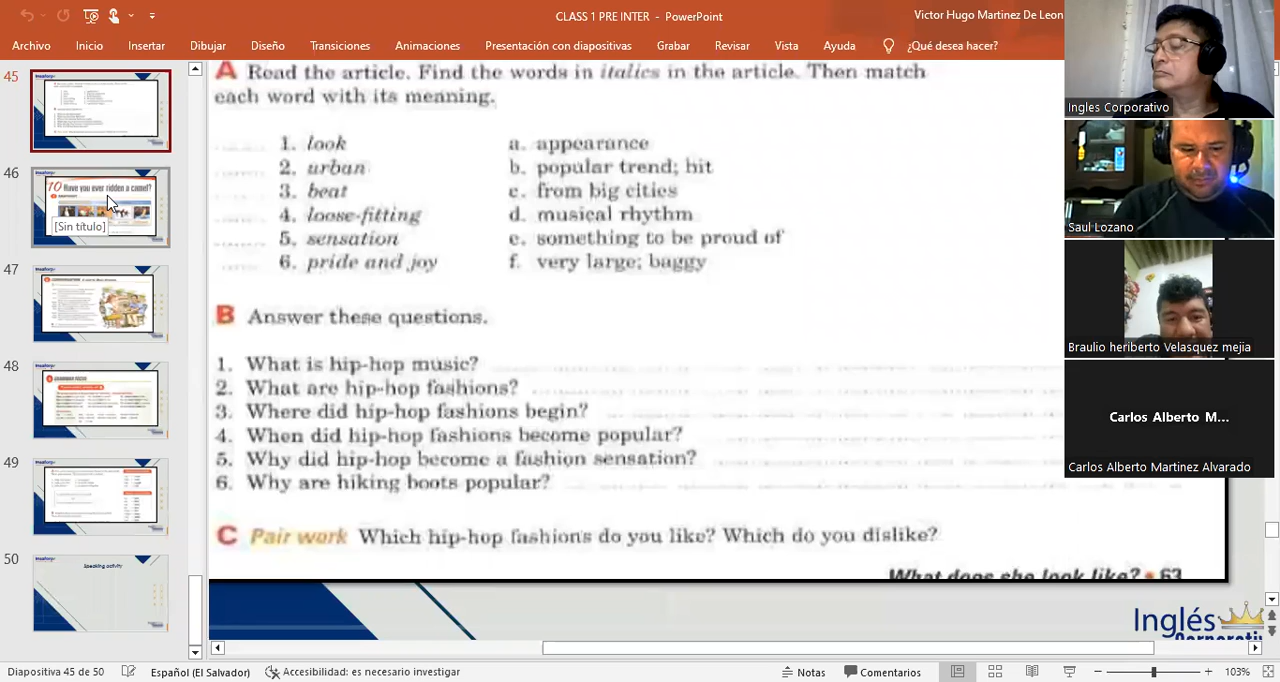 CLASS 1 PRE INTER - PowerPoint
Victor Hugo Martinez De Leon
Archivo Inicio Insertar Dibujar Diseño Transiciones Animaciones Presentación con diapositivas Grabar Revisar Vista Ayuda ¿Qué desea hacer?
45
46
10 Have you ever ridden a camel?
[Sin título]
47
48
49
50
Speaking activity
A Read the article. Find the words in italics in the article. Then match
each word with its meaning.
1. look a. appearance
2. urban b. popular trend; hit
3. beat c. from big cities
4. loose-fitting d. musical rhythm
5. sensation e. something to be proud of
6. pride and joy f. very large; baggy
B Answer these questions.
1. What is hip-hop music?
2. What are hip-hop fashions?
3. Where did hip-hop fashions begin?
4. When did hip-hop fashions become popular?
5. Why did hip-hop become a fashion sensation?
6. Why are hiking boots popular?
C Pair work Which hip-hop fashions do you like? Which do you dislike?
What does she look like? • 63
Inglés
Corporati
Ingles Corporativo
Saul Lozano
Braulio heriberto Velasquez mejia
Carlos Alberto M...
Carlos Alberto Martinez Alvarado
Diapositiva 45 de 50 Español (El Salvador) Accesibilidad: es necesario investigar Notas Comentarios 103%